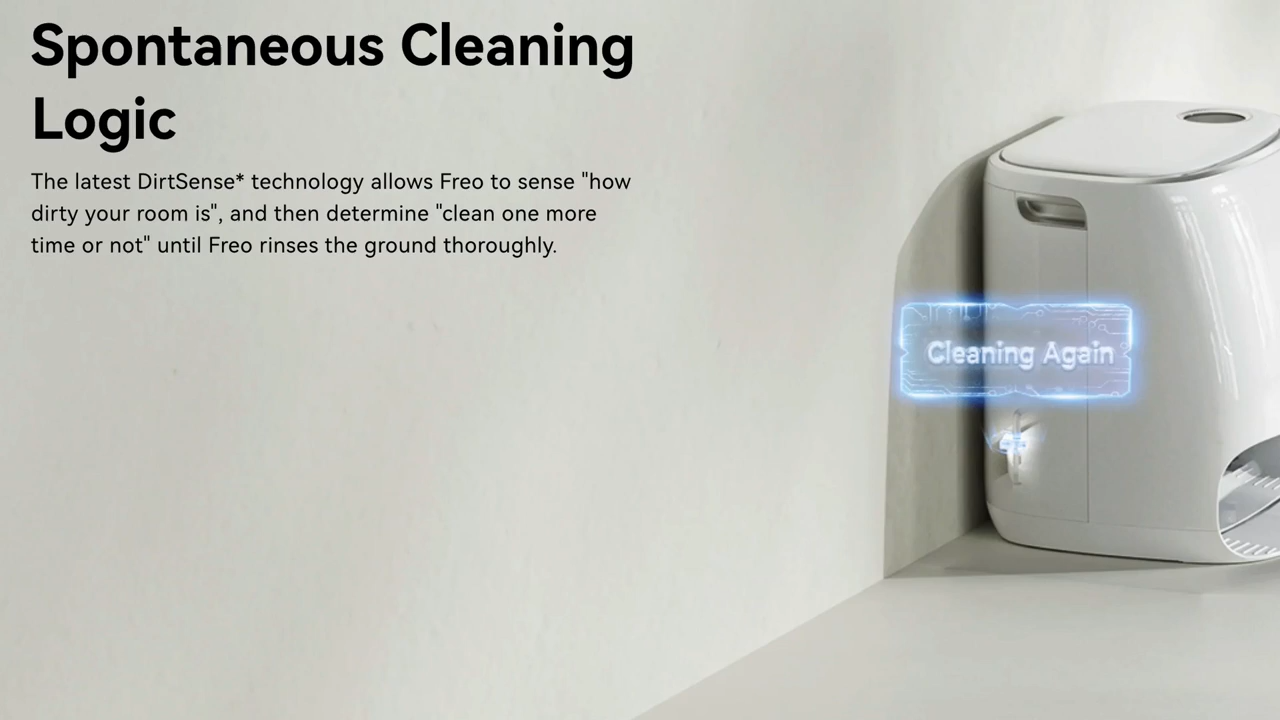 Spontaneous Cleaning
Logic
The latest DirtSense* technology allows Freo to sense "how
dirty your room is", and then determine "clean one more
time or not" until Freo rinses the ground thoroughly.
Cleaning Again